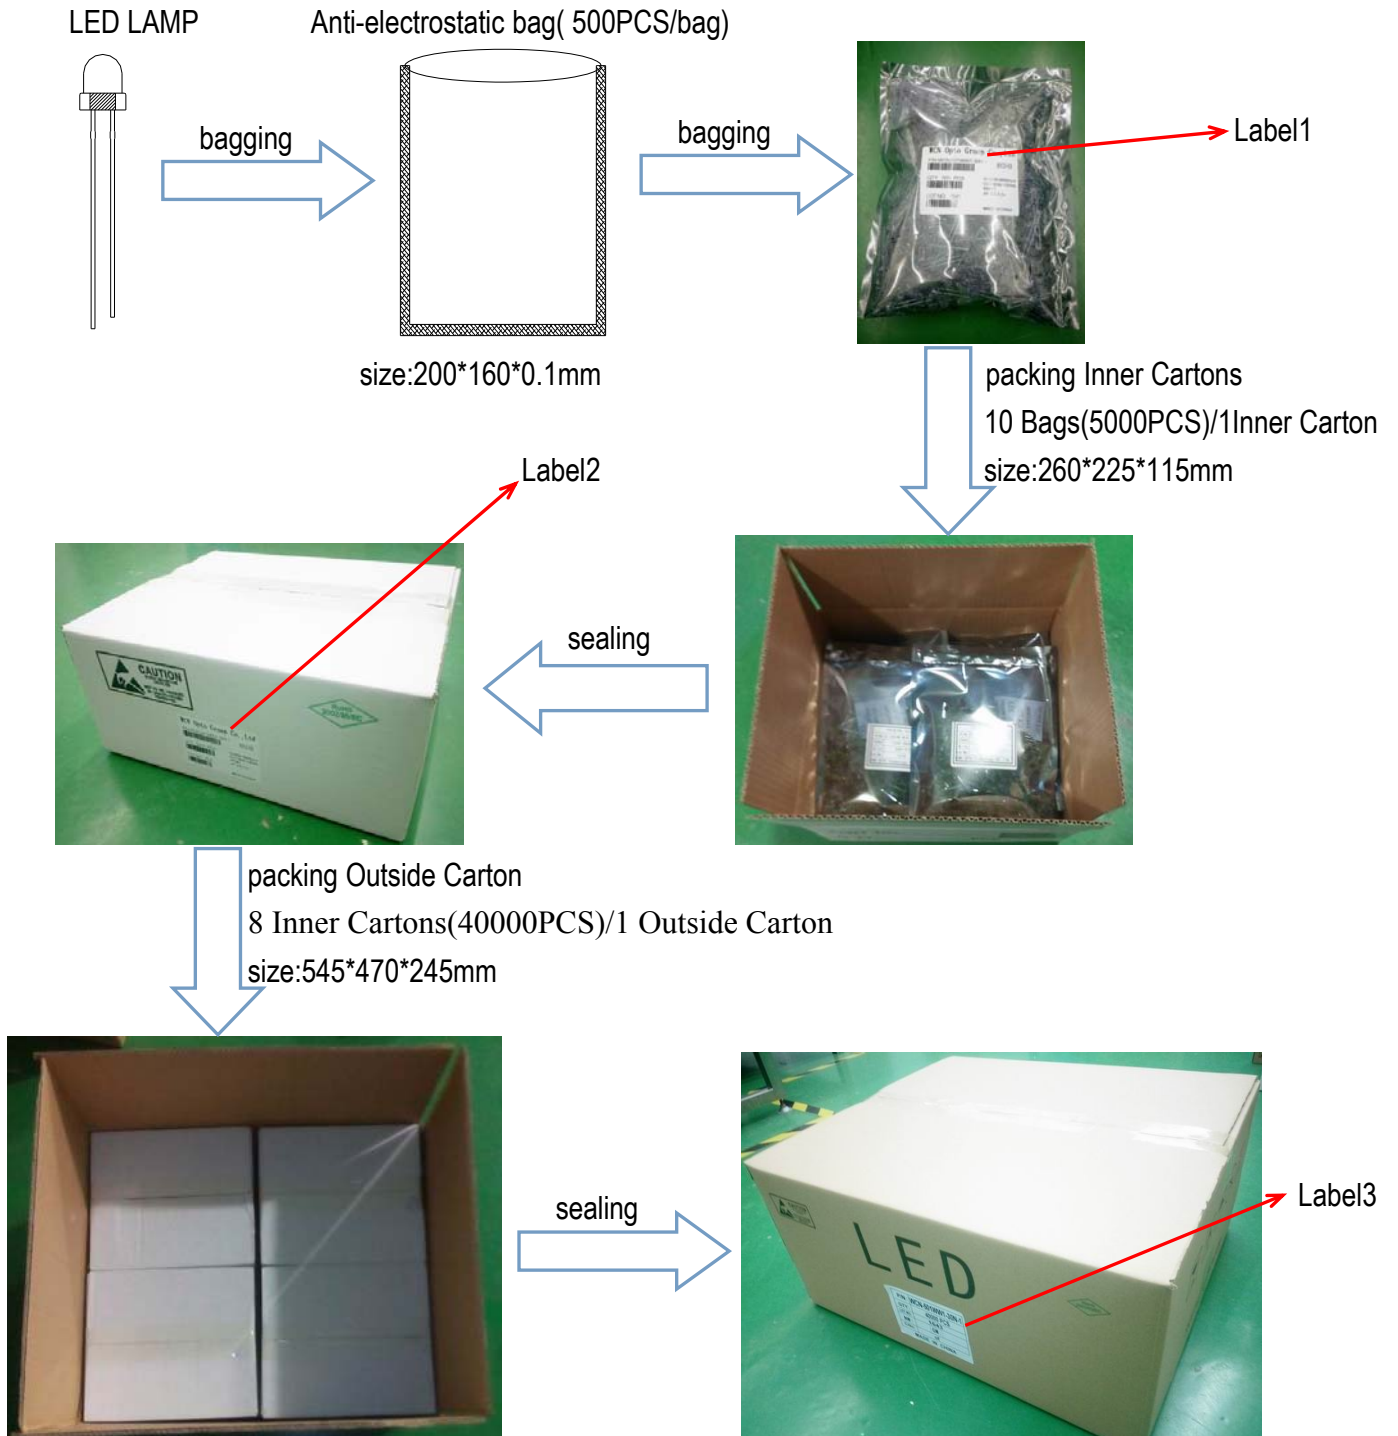 LED LAMP
Anti-electrostatic bag( 500PCS/bag)
bagging
bagging
Label1
size:200*160*0.1mm
packing Inner Cartons
10 Bags(5000PCS)/1Inner Carton
size:260*225*115mm
Label2
sealing
CAUTION
packing Outside Carton
8 Inner Cartons(40000PCS)/1 Outside Carton
size:545*470*245mm
sealing
Label3
LED